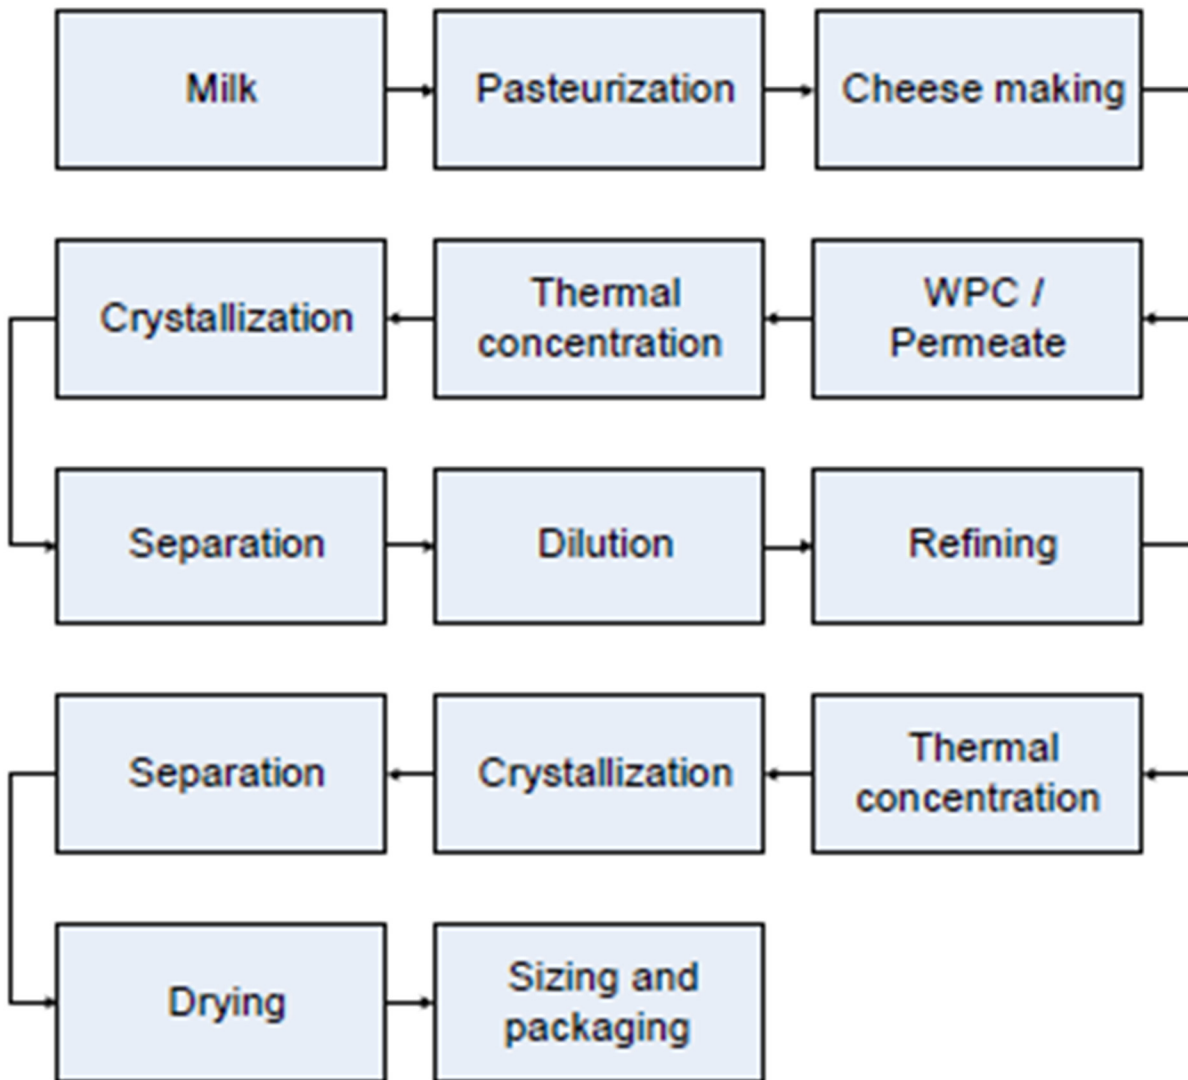 Milk
Pasteurization
Cheese making
WPC /
Permeate
Thermal
concentration
Crystallization
Separation
Dilution
Refining
Thermal
concentration
Crystallization
Separation
Drying
Sizing and
packaging